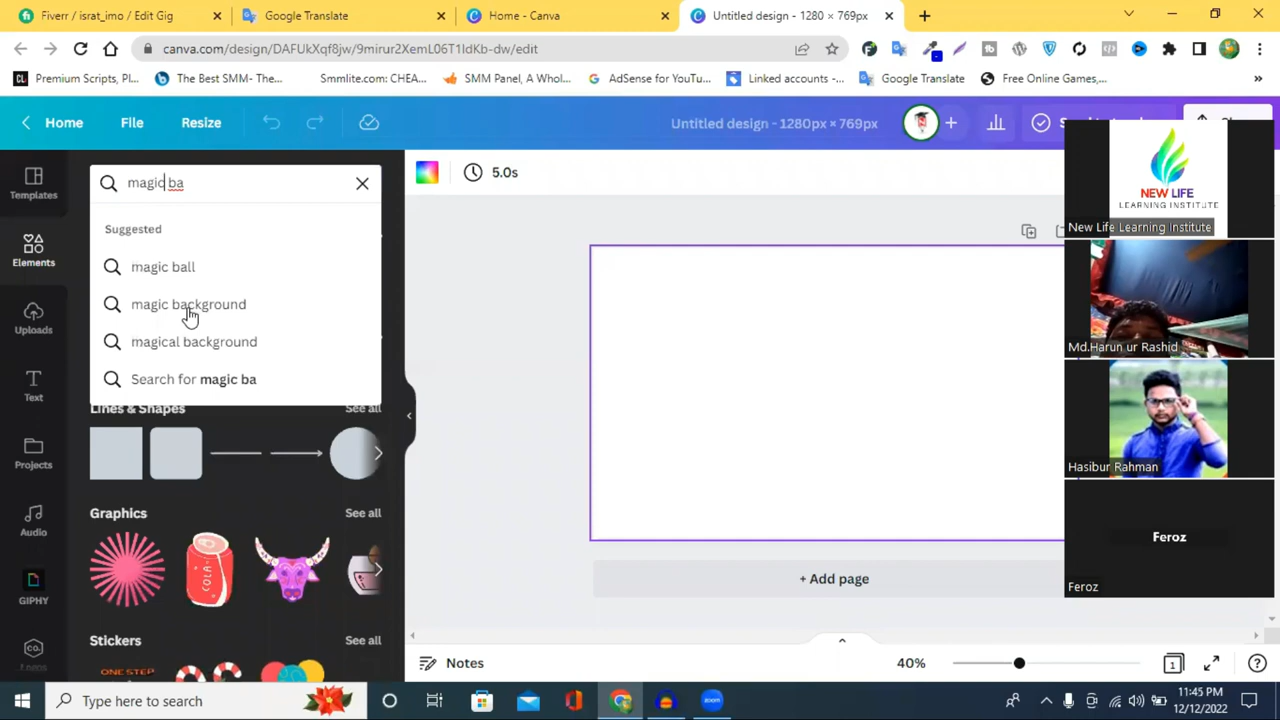 Fiverr / israt_imo / Edit Gig
Google Translate
Home - Canva
Untitled design - 1280 × 769px
canva.com/design/DAFUkXqf8jw/9mirur2XemL06T1IdKb-dw/edit
Premium Scripts, Pl...
The Best SMM- The...
Smmlite.com: CHEA...
SMM Panel, A Whol...
AdSense for YouTu...
Linked accounts -...
Google Translate
Free Online Games,...
Home
File
Resize
Untitled design - 1280px × 769px
magic ba
5.0s
Templates
Elements
Uploads
Text
Projects
Audio
GIPHY
Suggested
magic ball
magic background
magical background
Search for magic ba
Lines & Shapes
See all
Graphics
See all
COLA
Stickers
See all
ONE STEP
+ Add page
Notes
40%
1
NEW LIFE
LEARNING INSTITUTE
New Life Learning Institute
Md.Harun ur Rashid
Hasibur Rahman
Feroz
Feroz
Type here to search
zoom
11:45 PM
12/12/2022